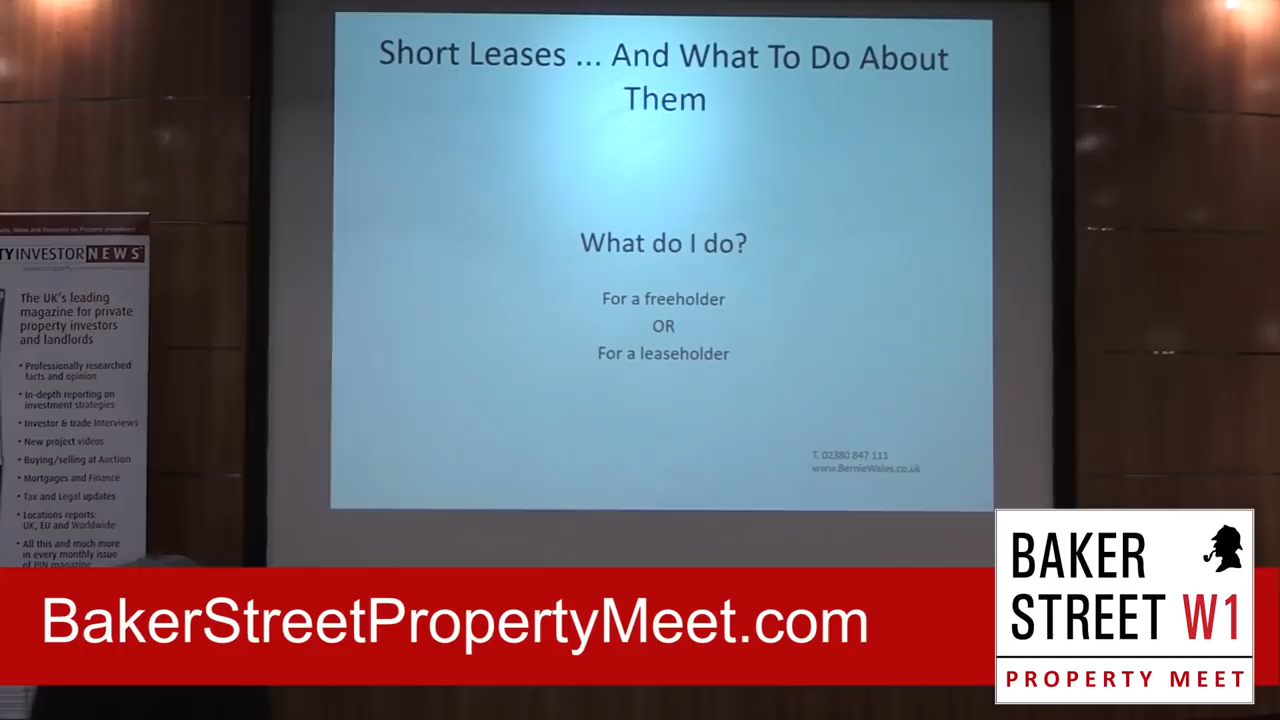 Short Leases ... And What To Do About
Them
What do I do?
For a freeholder
OR
For a leaseholder
T. 02380 847 111
www.BernieWales.co.uk
TYINVESTOR NEWS
The UK's leading
magazine for private
property investors
and landlords
• Professionally researched
facts and opinion
• In-depth reporting on
investment strategies
• Investor & trade Interviews
• New project videos
• Buying/selling at Auction
• Mortgages and Finance
• Tax and Legal updates
• Locations reports:
UK, EU and Worldwide
• All this and much more
in every monthly issue
of PIN magazine
BakerStreetPropertyMeet.com
BAKER
STREET W1
PROPERTY MEET